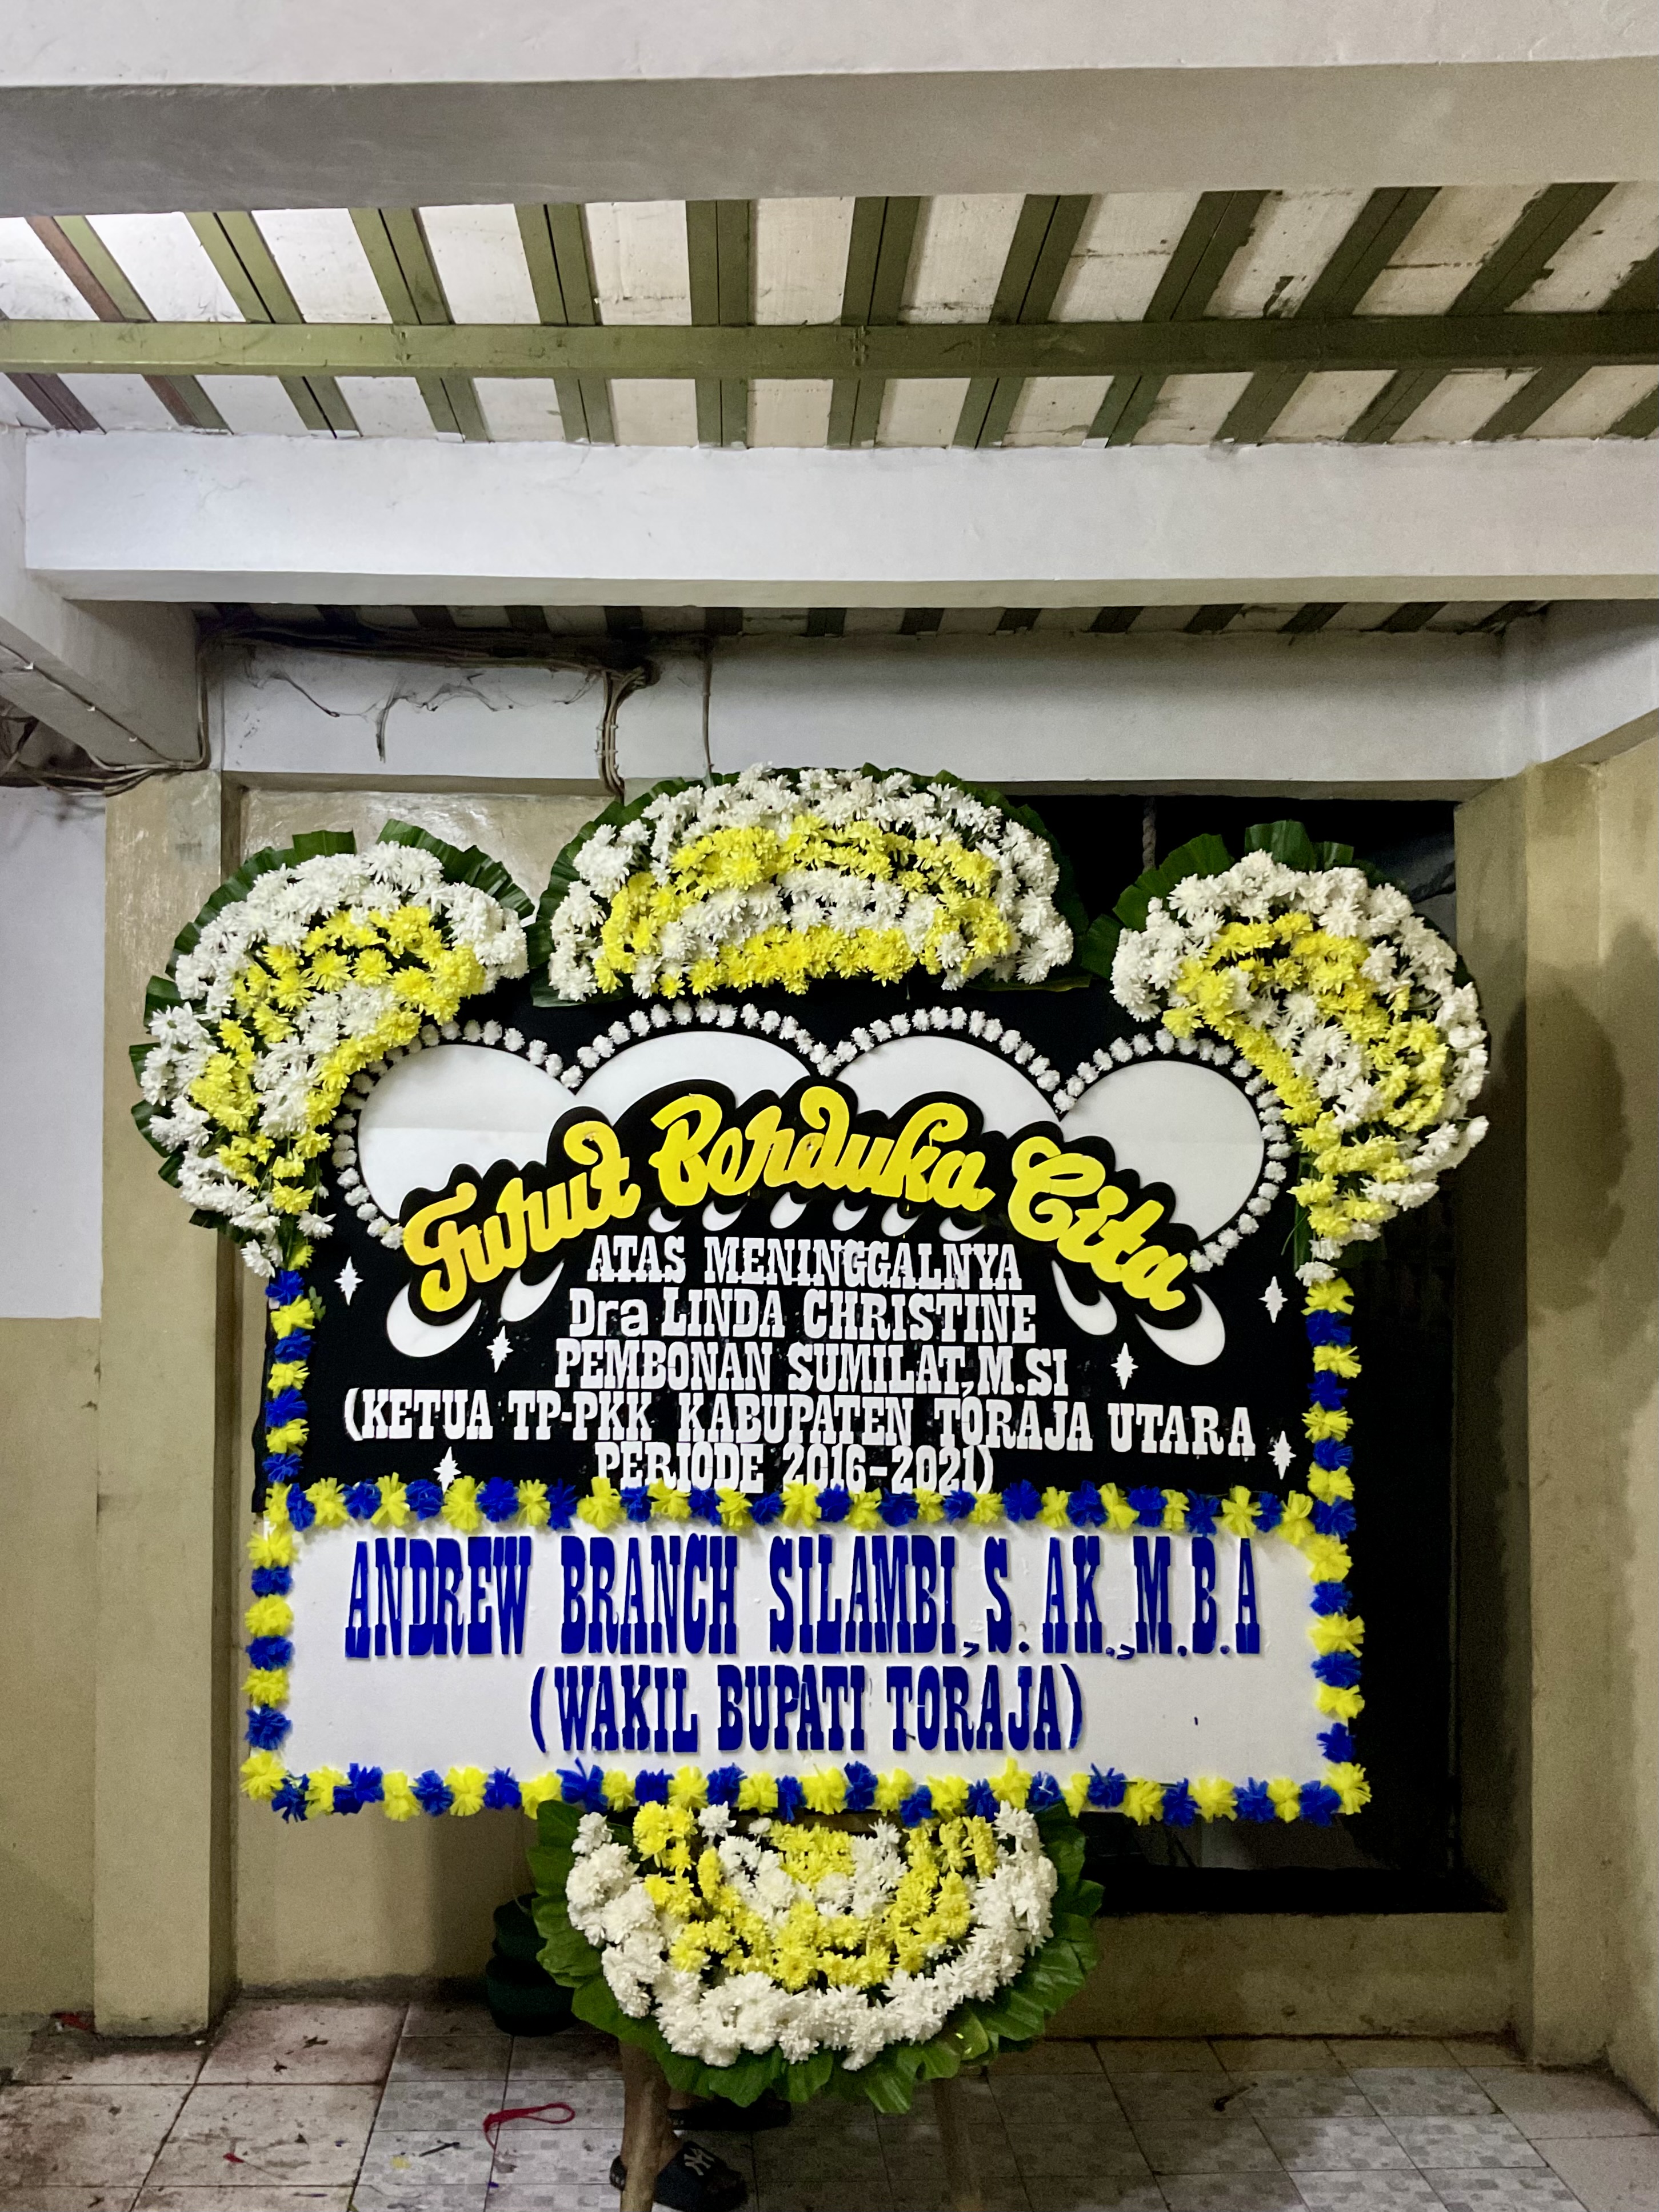 Turut Berduka Cita
ATAS MENINGGALNYA
Dra LINDA CHRISTINE
PEMBONAN SUMILAT,M.SI
(KETUA TP-PKK KABUPATEN TORAJA UTARA
PERIODE 2016-2021)
ANDREW BRANCH SILAMBI,S.AK.,M.B.A
(WAKIL BUPATI TORAJA)
NY